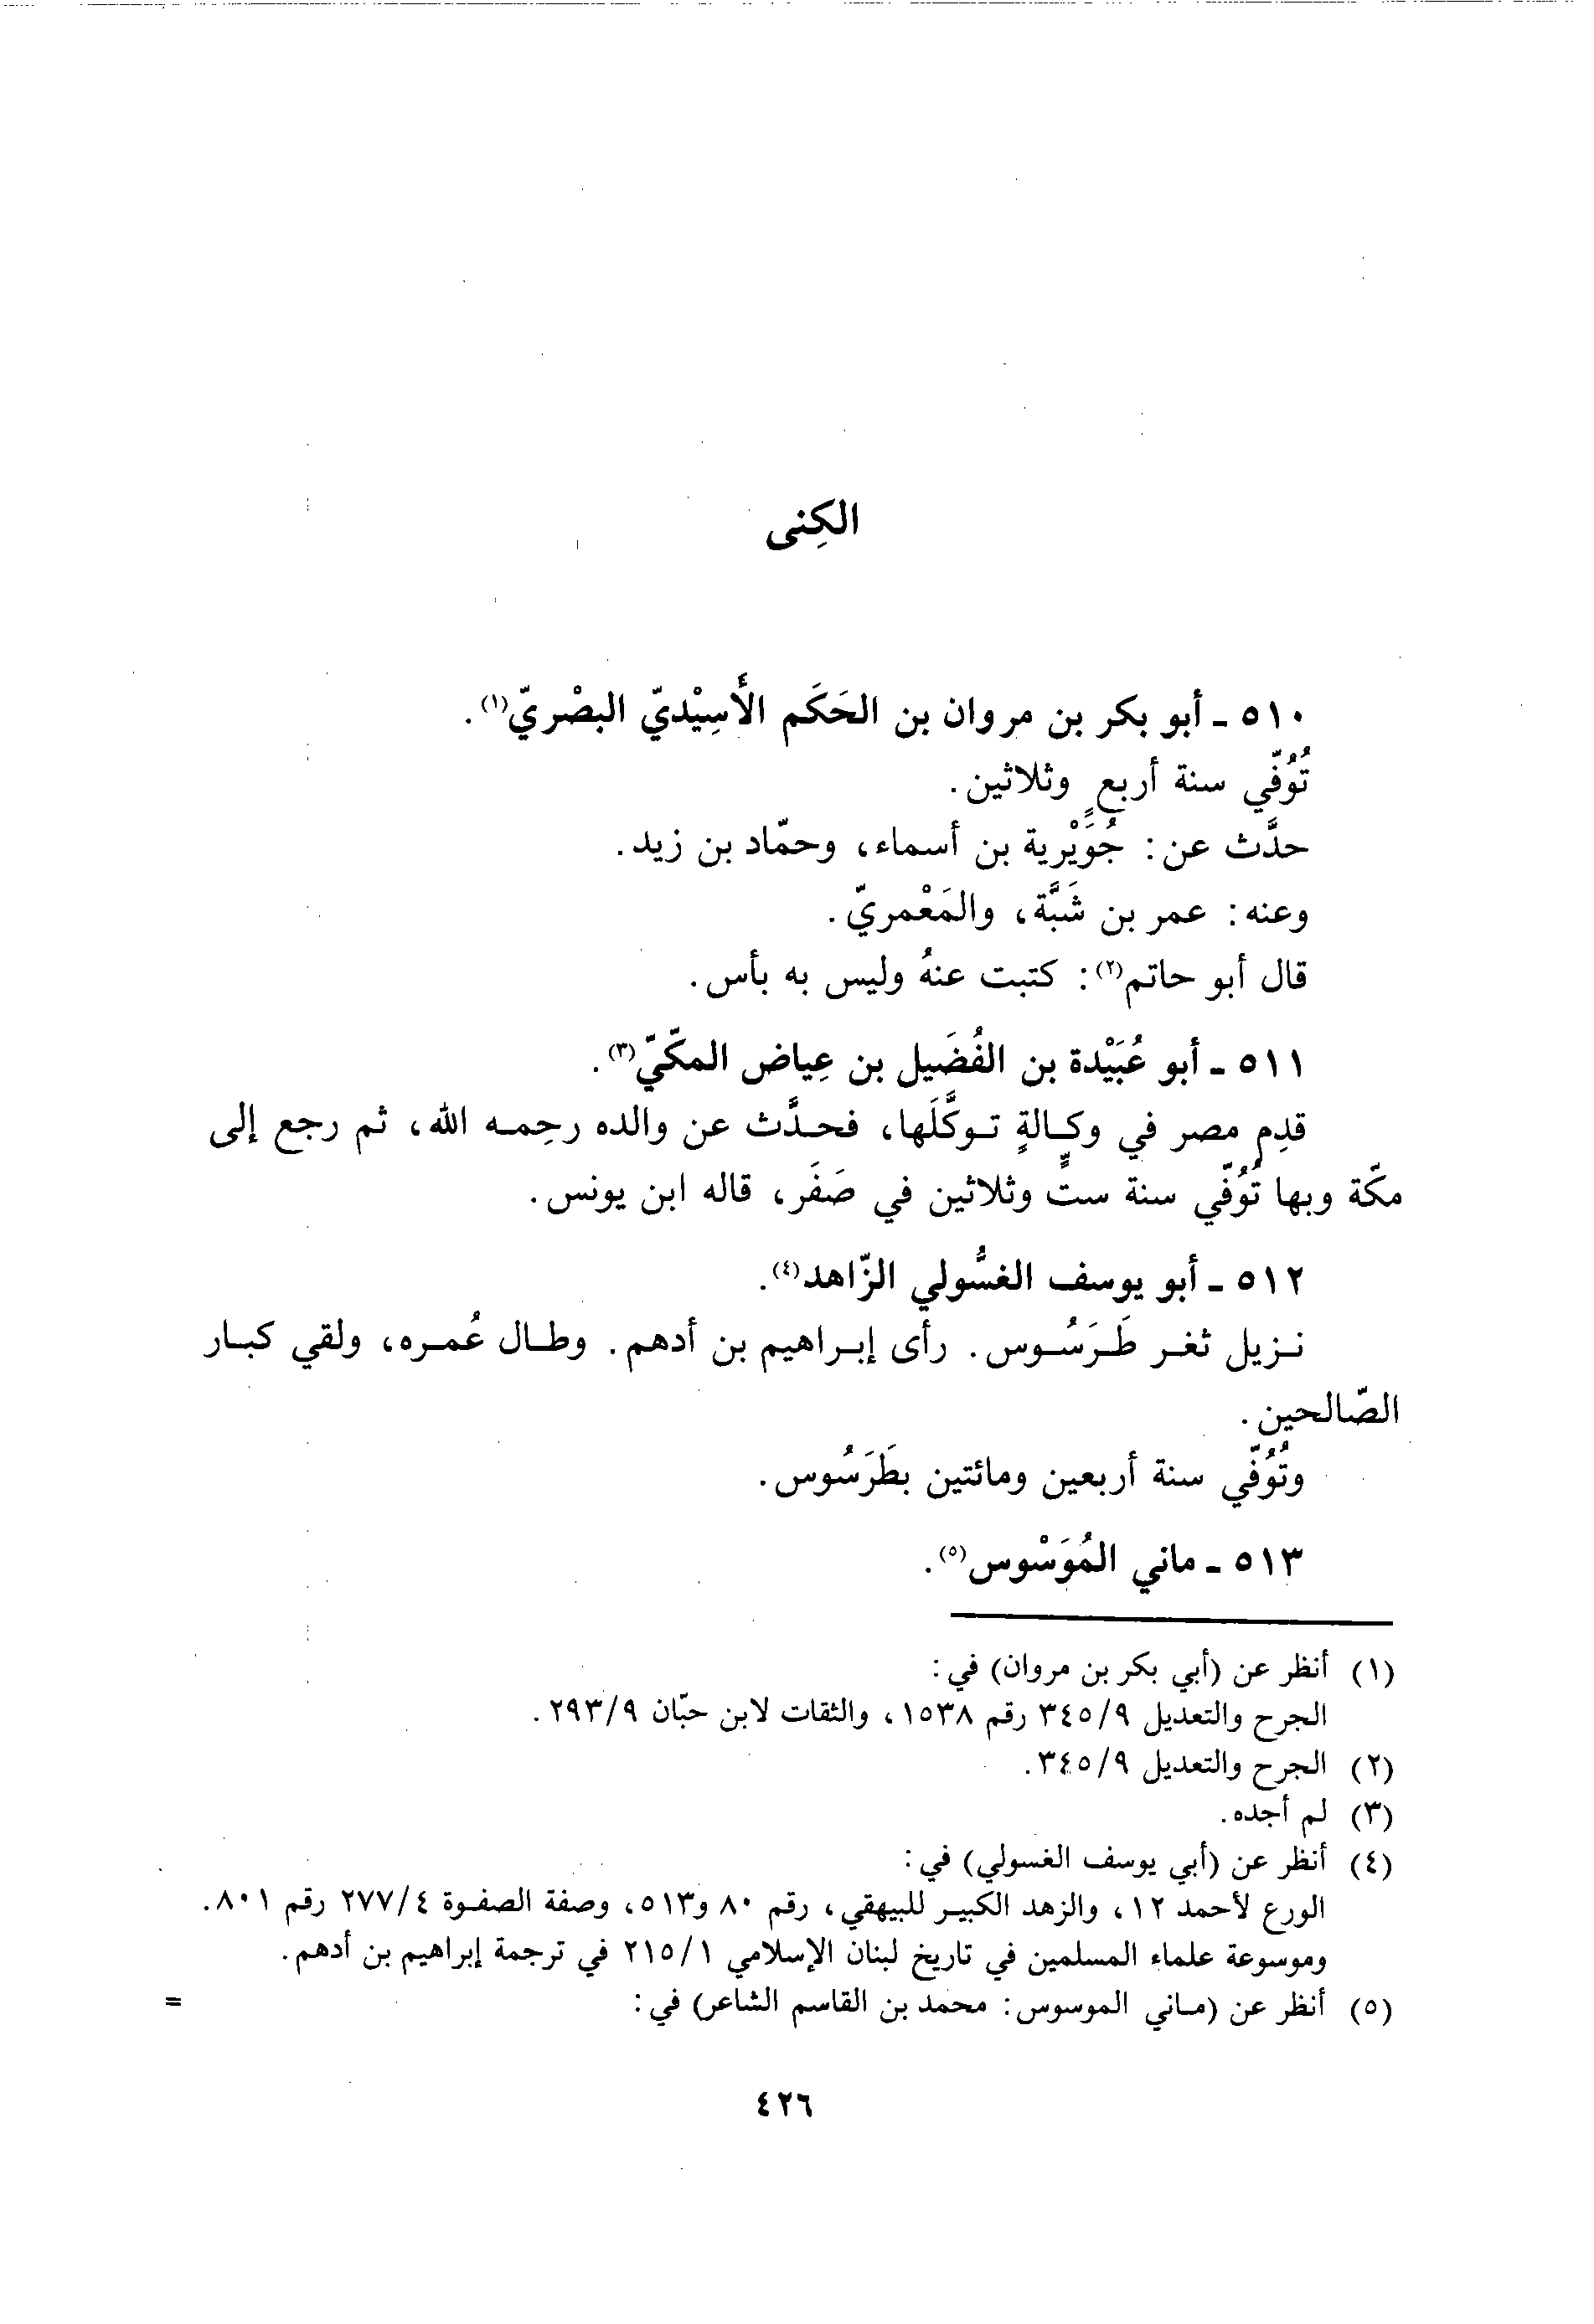 الكِنى
٥١٠ - أبو بكر بن مروان بن الحَكَم الأُسِيْديّ البصْريّ(١).
تُوُفّي سنة أربعٍ وثلاثين.
حدَّث عن: جُوَيْرية بن أسماء، وحمّاد بن زيد.
وعنه: عمر بن شَبَّة، والمَعْمريّ.
قال أبو حاتم(٢): كتبت عنهُ وليس به بأس.
٥١١ - أبو عُبَيْدة بن الفُضَيل بن عِياض المكّيّ(٣).
قدِم مصر في وكالةٍ توكَّلَها، فحدَّث عن والده رحِمه الله، ثم رجع إلى
مكّة وبها تُوُفّي سنة ستٍّ وثلاثين في صَفَر، قاله ابن يونس.
٥١٢ - أبو يوسف الغسُّولي الزّاهد(٤).
نزيل ثغر طَرَسُوس. رأى إبراهيم بن أدهم. وطال عُمره، ولقي كبار
الصّالحين.
وتُوُفّي سنة أربعين ومائتين بطَرَسُوس.
٥١٣ - ماني المُوَسْوس(٥).
(١) أنظر عن (أبي بكر بن مروان) في:
الجرح والتعديل ٣٤٥/٩ رقم ١٥٣٨، والثقات لابن حبّان ٢٩٣/٩.
(٢) الجرح والتعديل ٣٤٥/٩.
(٣) لم أجده.
(٤) أنظر عن (أبي يوسف الغسولي) في:
الورع لأحمد ١٢، والزهد الكبير للبيهقي، رقم ٨٠ و٥١٣، وصفة الصفوة ٢٧٧/٤ رقم ٨٠١.
وموسوعة علماء المسلمين في تاريخ لبنان الإسلامي ٢١٥/١ في ترجمة إبراهيم بن أدهم.
(٥) أنظر عن (ماني الموسوس: محمد بن القاسم الشاعر) في: =
٤٢٦